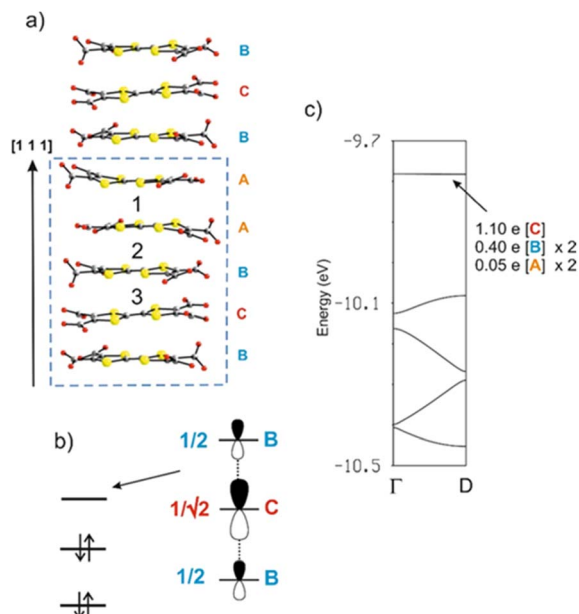 a)
B
C
B
[1 1 1]
A
1
A
2
B
3
C
B
b)
1/2 B
1/√2 C
1/2 B
c)
-9.7
1.10 e [C]
0.40 e [B] x 2
0.05 e [A] x 2
-10.1
Energy (eV)
-10.5
Γ D